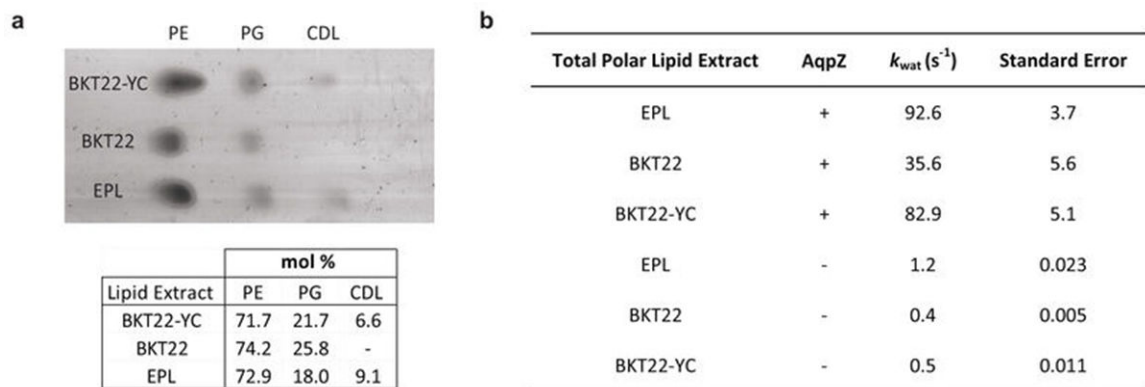 a
PE PG CDL
BKT22-YC
BKT22
EPL
mol %
Lipid Extract PE PG CDL
BKT22-YC 71.7 21.7 6.6
BKT22 74.2 25.8 -
EPL 72.9 18.0 9.1
b
Total Polar Lipid Extract AqpZ kwat (s-1) Standard Error
EPL + 92.6 3.7
BKT22 + 35.6 5.6
BKT22-YC + 82.9 5.1
EPL - 1.2 0.023
BKT22 - 0.4 0.005
BKT22-YC - 0.5 0.011